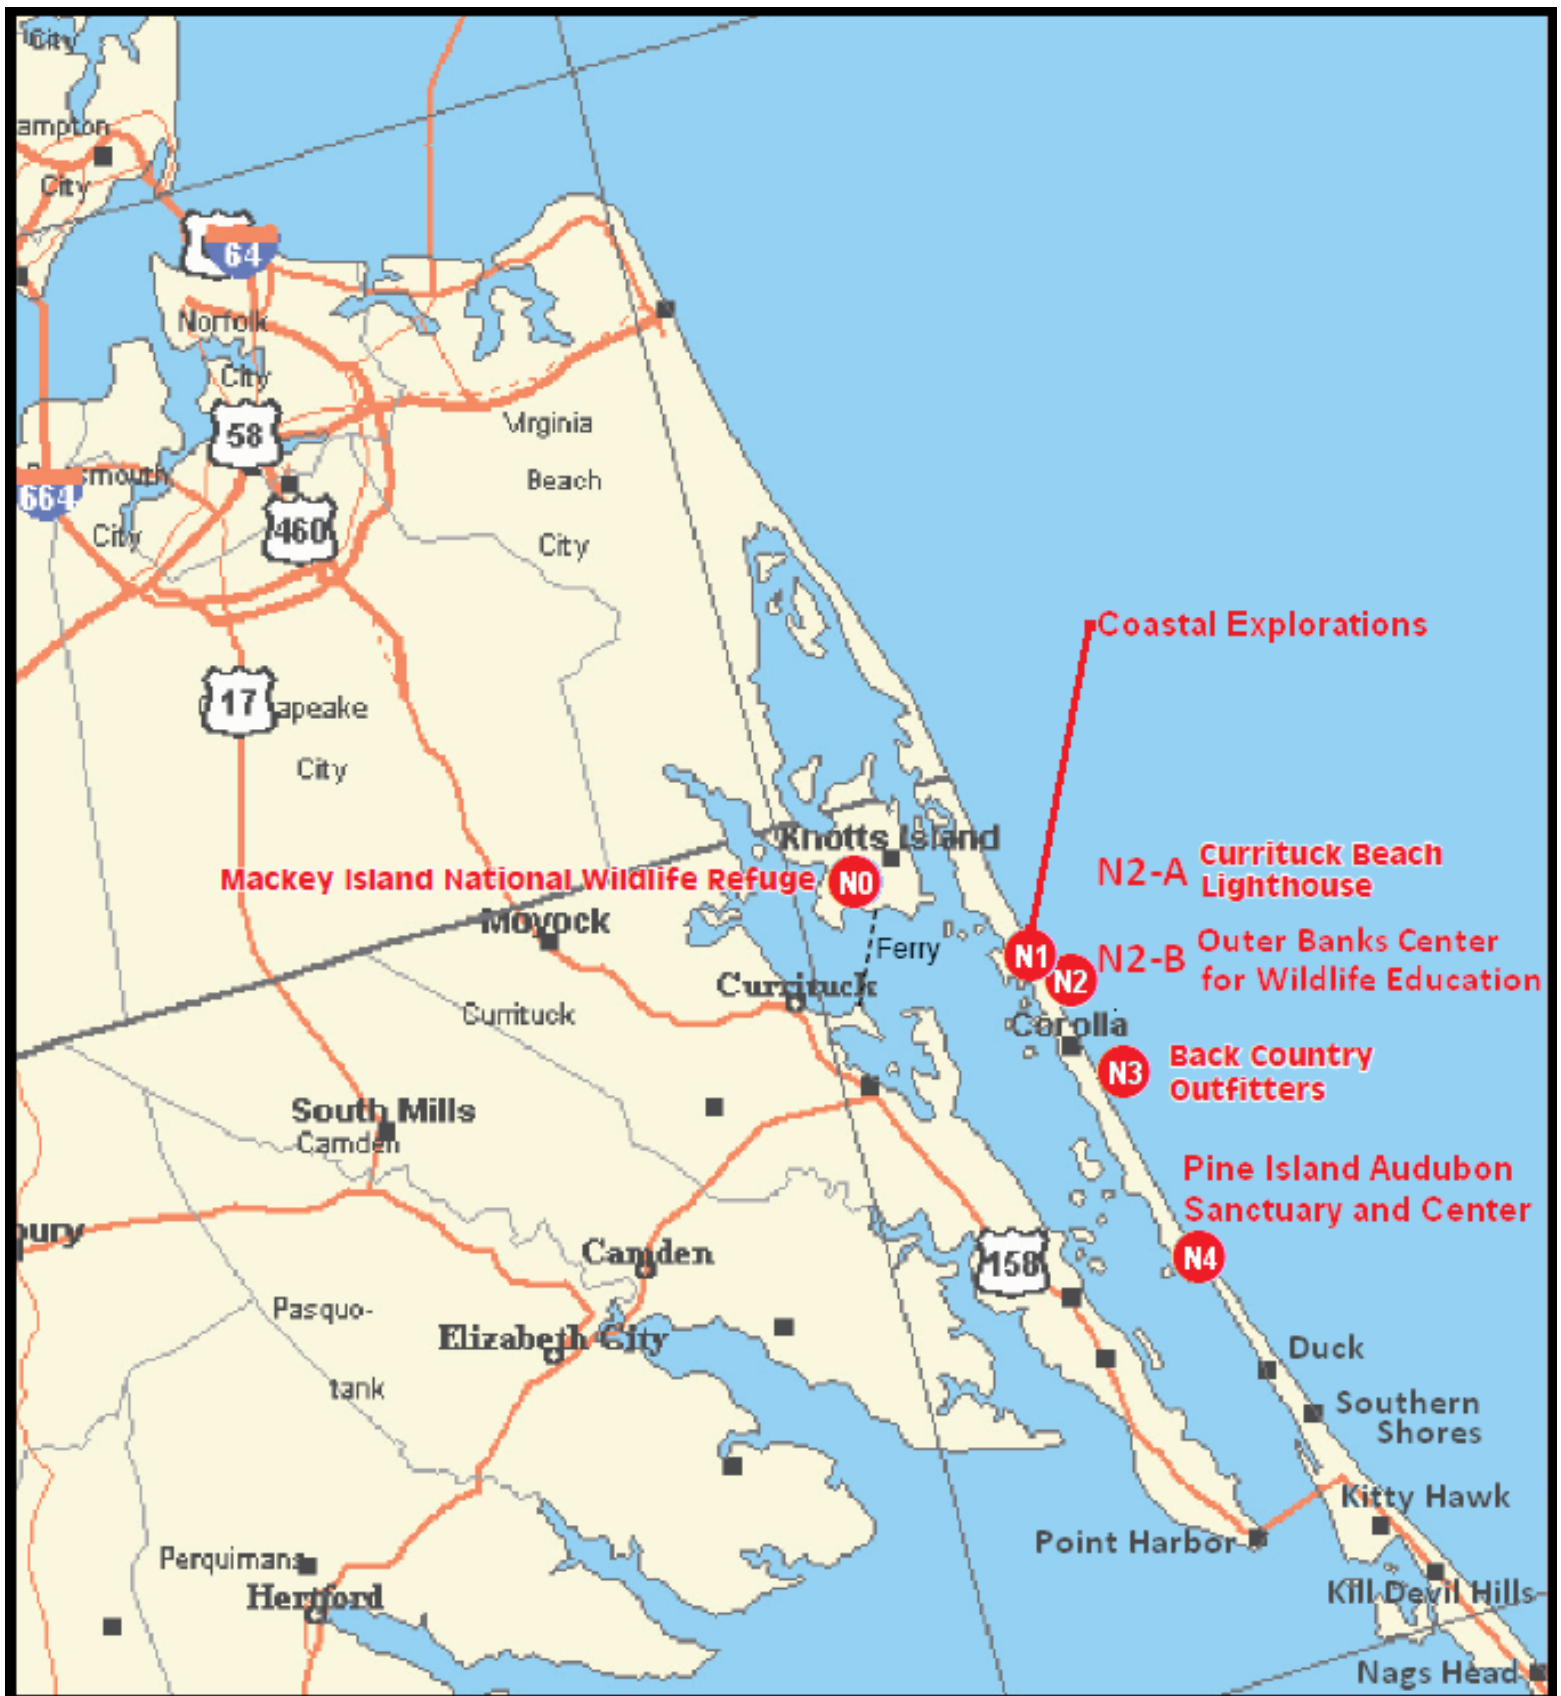 City
ampton
City
64
Norfolk
City
58
Virginia
Beach
City
smouth
664
City
460
Coastal Explorations
17
apeake
City
Knotts Island
N2-A
Currituck Beach
Lighthouse
Mackey Island National Wildlife Refuge
N0
Moyock
Ferry
N1
N2
N2-B
Outer Banks Center
for Wildlife Education
Currituck
Currituck
Corolla
N3
Back Country
Outfitters
South Mills
Camden
Pine Island Audubon
Sanctuary and Center
N4
bury
Camden
158
Pasquo-
tank
Elizabeth City
Duck
Southern
Shores
Kitty Hawk
Point Harbor
Perquimans
Hertford
Kill Devil Hills
Nags Head